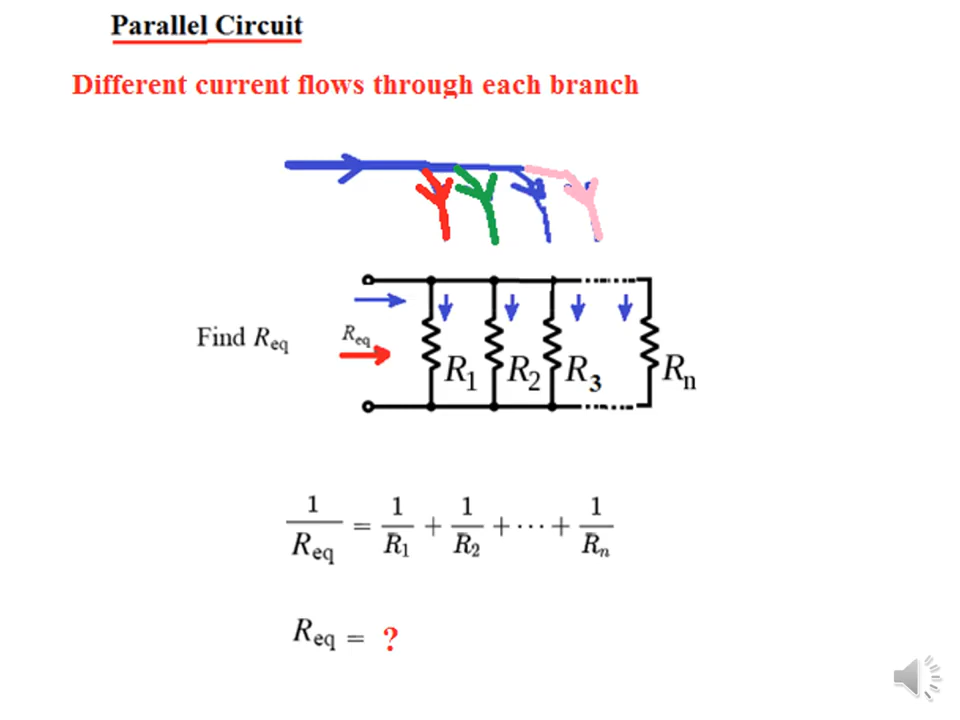 Parallel Circuit
Different current flows through each branch
Find Req
Req
R1 R2 R3 Rn
1/Req = 1/R1 + 1/R2 + ··· + 1/Rn
Req = ?